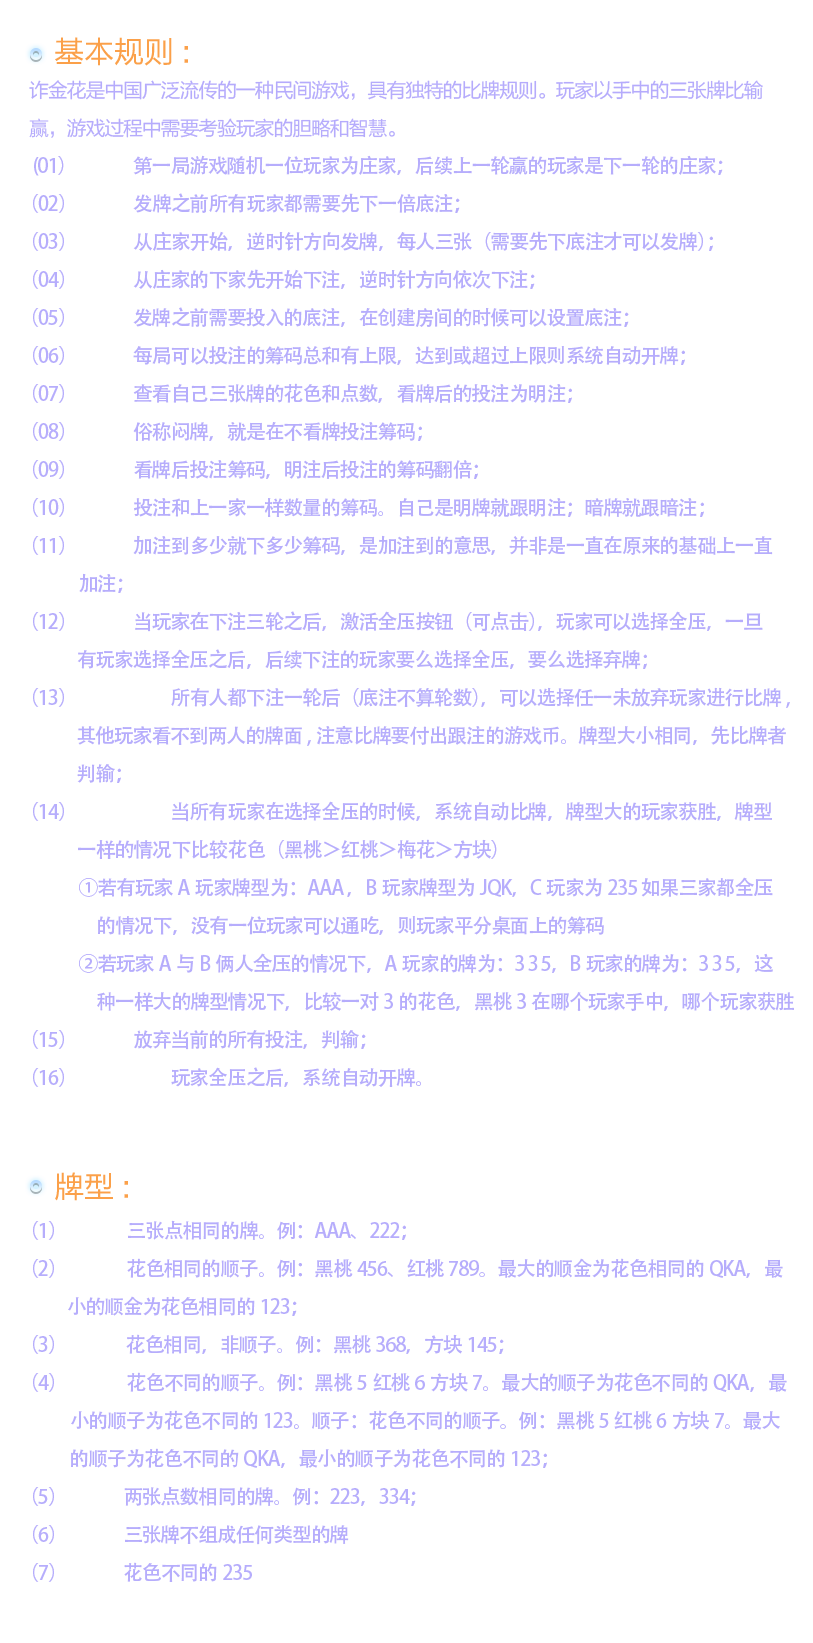 基本规则：
诈金花是中国广泛流传的一种民间游戏，具有独特的比牌规则。玩家以手中的三张牌比输
赢，游戏过程中需要考验玩家的胆略和智慧。
(01) 第一局游戏随机一位玩家为庄家，后续上一轮赢的玩家是下一轮的庄家；
(02) 发牌之前所有玩家都需要先下一倍底注；
(03) 从庄家开始，逆时针方向发牌，每人三张（需要先下底注才可以发牌）；
(04) 从庄家的下家先开始下注，逆时针方向依次下注；
(05) 发牌之前需要投入的底注，在创建房间的时候可以设置底注；
(06) 每局可以投注的筹码总和有上限，达到或超过上限则系统自动开牌；
(07) 查看自己三张牌的花色和点数，看牌后的投注为明注；
(08) 俗称闷牌，就是在不看牌投注筹码；
(09) 看牌后投注筹码，明注后投注的筹码翻倍；
(10) 投注和上一家一样数量的筹码。自己是明牌就跟明注；暗牌就跟暗注；
(11) 加注到多少就下多少筹码，是加注到的意思，并非是一直在原来的基础上一直
加注；
(12) 当玩家在下注三轮之后，激活全压按钮（可点击），玩家可以选择全压，一旦
有玩家选择全压之后，后续下注的玩家要么选择全压，要么选择弃牌；
(13) 所有人都下注一轮后（底注不算轮数），可以选择任一未放弃玩家进行比牌，
其他玩家看不到两人的牌面，注意比牌要付出跟注的游戏币。牌型大小相同，先比牌者
判输；
(14) 当所有玩家在选择全压的时候，系统自动比牌，牌型大的玩家获胜，牌型
一样的情况下比较花色（黑桃＞红桃＞梅花＞方块）
①若有玩家 A 玩家牌型为：AAA，B 玩家牌型为 JQK，C 玩家为 235 如果三家都全压
的情况下，没有一位玩家可以通吃，则玩家平分桌面上的筹码
②若玩家 A 与 B 俩人全压的情况下，A 玩家的牌为：3 3 5，B 玩家的牌为：3 3 5，这
种一样大的牌型情况下，比较一对 3 的花色，黑桃 3 在哪个玩家手中，哪个玩家获胜
(15) 放弃当前的所有投注，判输；
(16) 玩家全压之后，系统自动开牌。
牌型：
(1) 三张点相同的牌。例：AAA、222；
(2) 花色相同的顺子。例：黑桃 456、红桃 789。最大的顺金为花色相同的 QKA，最
小的顺金为花色相同的 123；
(3) 花色相同，非顺子。例：黑桃 368，方块 145；
(4) 花色不同的顺子。例：黑桃 5 红桃 6 方块 7。最大的顺子为花色不同的 QKA，最
小的顺子为花色不同的 123。顺子：花色不同的顺子。例：黑桃 5 红桃 6 方块 7。最大
的顺子为花色不同的 QKA，最小的顺子为花色不同的 123；
(5) 两张点数相同的牌。例：223，334；
(6) 三张牌不组成任何类型的牌
(7) 花色不同的 235